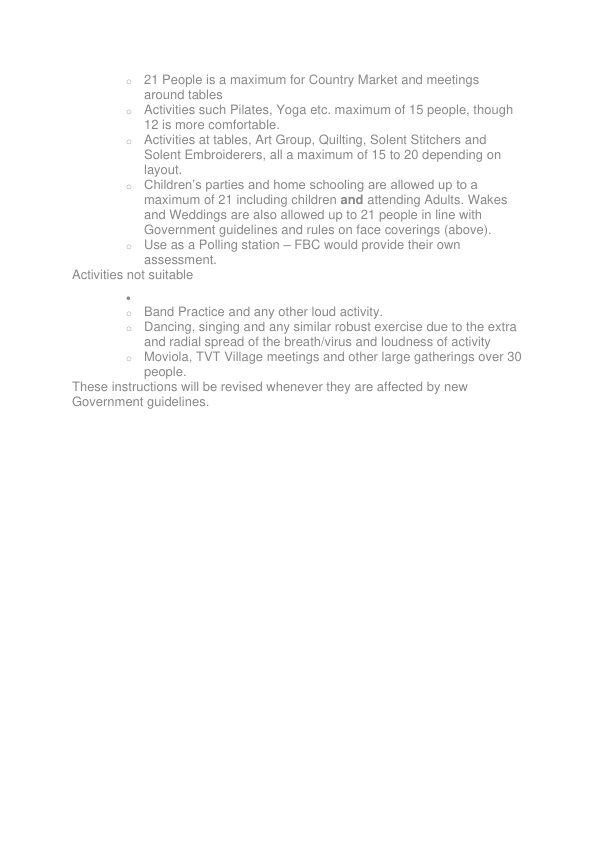 ○ 21 People is a maximum for Country Market and meetings
around tables
○ Activities such Pilates, Yoga etc. maximum of 15 people, though
12 is more comfortable.
○ Activities at tables, Art Group, Quilting, Solent Stitchers and
Solent Embroiderers, all a maximum of 15 to 20 depending on
layout.
○ Children’s parties and home schooling are allowed up to a
maximum of 21 including children and attending Adults. Wakes
and Weddings are also allowed up to 21 people in line with
Government guidelines and rules on face coverings (above).
○ Use as a Polling station – FBC would provide their own
assessment.
Activities not suitable
•
○ Band Practice and any other loud activity.
○ Dancing, singing and any similar robust exercise due to the extra
and radial spread of the breath/virus and loudness of activity
○ Moviola, TVT Village meetings and other large gatherings over 30
people.
These instructions will be revised whenever they are affected by new
Government guidelines.